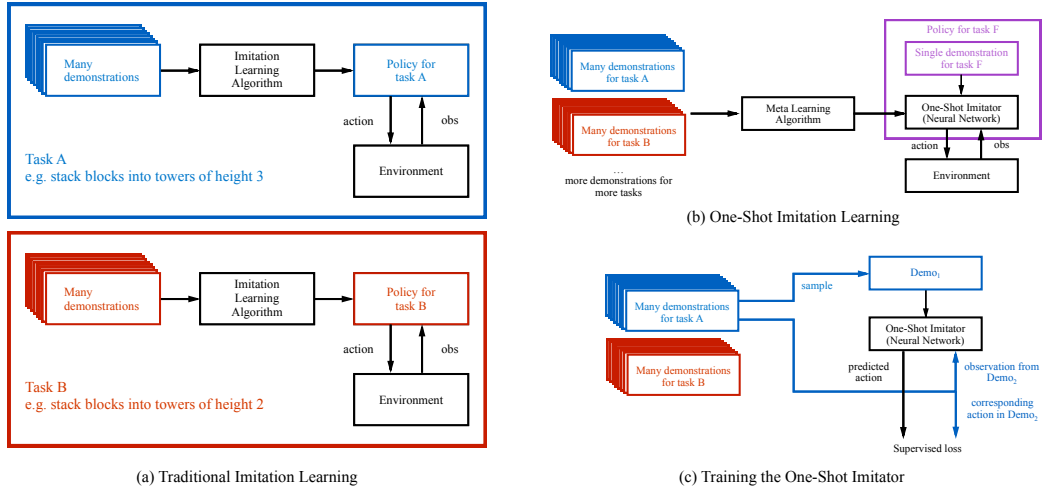 Many
demonstrations
Imitation
Learning
Algorithm
Policy for
task A
action
obs
Environment
Task A
e.g. stack blocks into towers of height 3
Many
demonstrations
Imitation
Learning
Algorithm
Policy for
task B
action
obs
Environment
Task B
e.g. stack blocks into towers of height 2
(a) Traditional Imitation Learning
Many demonstrations
for task A
Many demonstrations
for task B
...
more demonstrations for
more tasks
Meta Learning
Algorithm
Policy for task F
Single demonstration
for task F
One-Shot Imitator
(Neural Network)
action
obs
Environment
(b) One-Shot Imitation Learning
Many demonstrations
for task A
Many demonstrations
for task B
sample
Demo₁
One-Shot Imitator
(Neural Network)
predicted
action
observation from
Demo₂
corresponding
action in Demo₂
Supervised loss
(c) Training the One-Shot Imitator